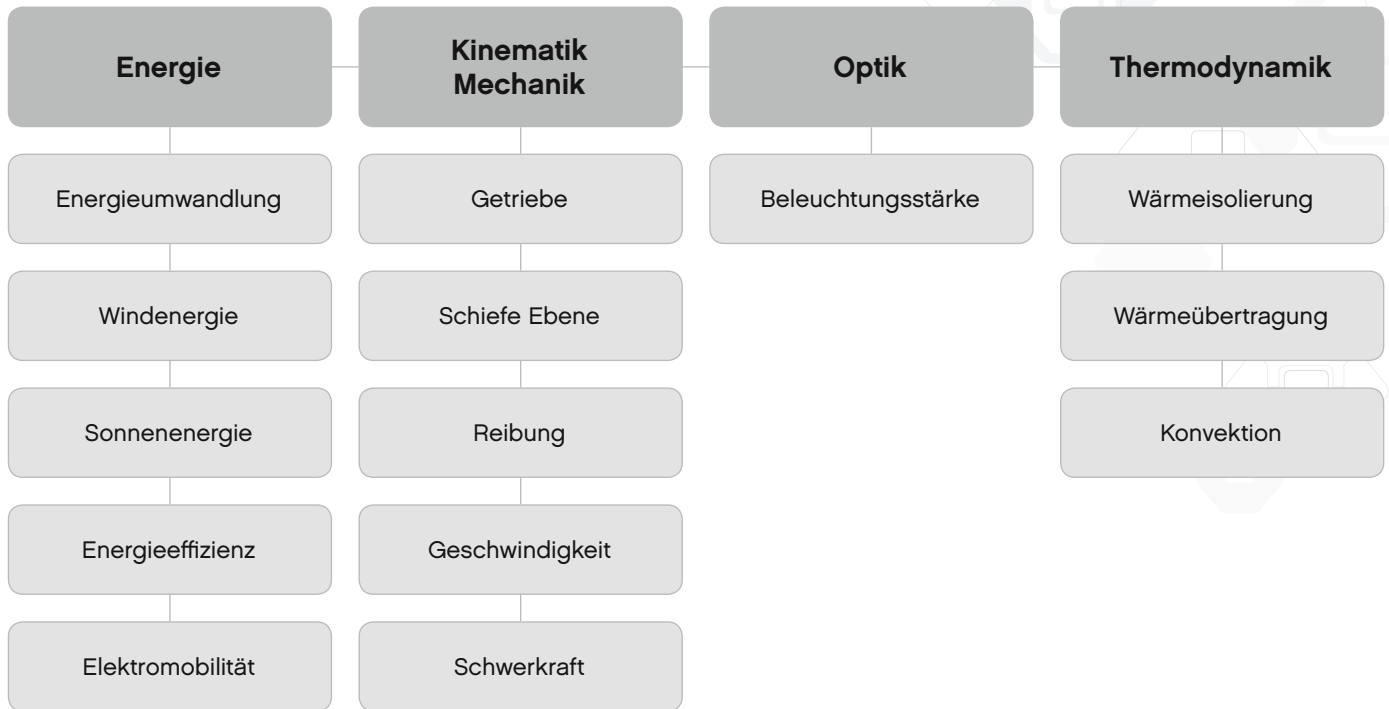 Energie
Energieumwandlung
Windenergie
Sonnenenergie
Energieeffizienz
Elektromobilität
Kinematik
Mechanik
Getriebe
Schiefe Ebene
Reibung
Geschwindigkeit
Schwerkraft
Optik
Beleuchtungsstärke
Thermodynamik
Wärmeisolierung
Wärmeübertragung
Konvektion